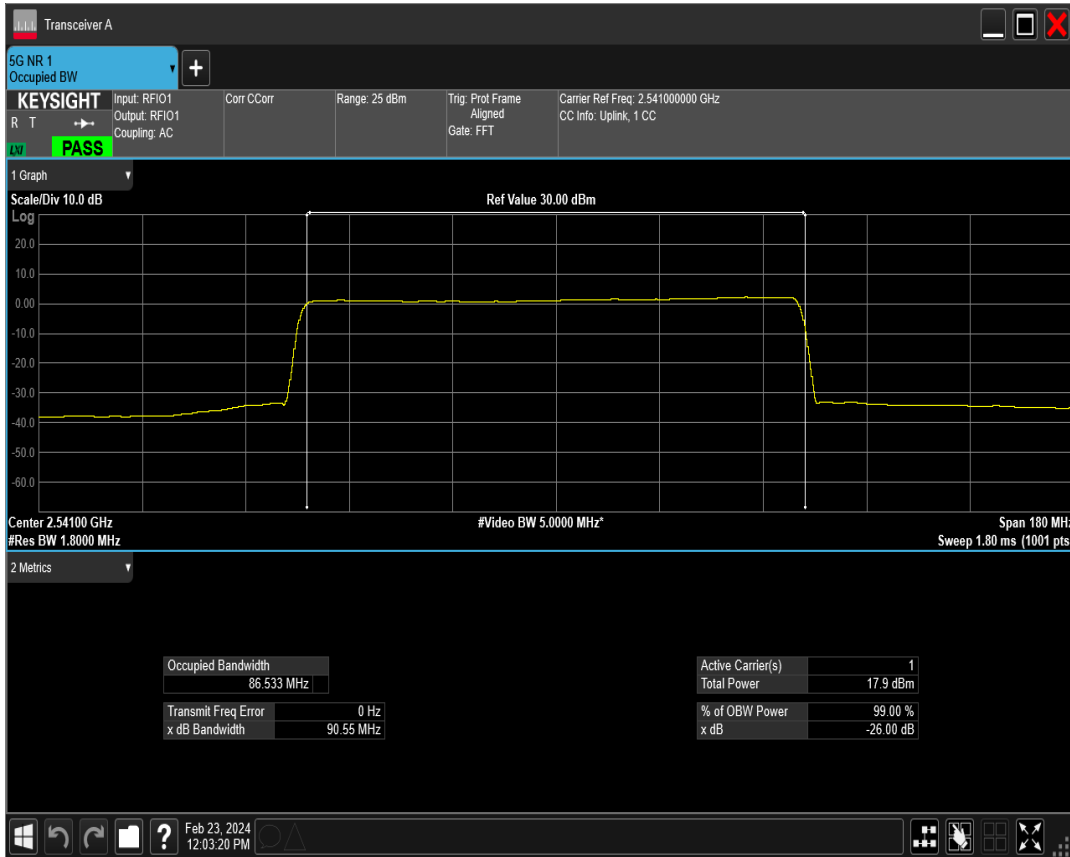 Transceiver A
5G NR 1
Occupied BW
KEYSIGHT
R T
LXI
PASS
Input: RFIO1
Output: RFIO1
Coupling: AC
Corr CCorr
Range: 25 dBm
Trig: Prot Frame
Aligned
Gate: FFT
Carrier Ref Freq: 2.541000000 GHz
CC Info: Uplink, 1 CC
1 Graph
Scale/Div 10.0 dB
Ref Value 30.00 dBm
Log
20.0
10.0
0.00
-10.0
-20.0
-30.0
-40.0
-50.0
-60.0
Center 2.54100 GHz
#Video BW 5.0000 MHz*
Span 180 MHz
#Res BW 1.8000 MHz
Sweep 1.80 ms (1001 pts
2 Metrics
Occupied Bandwidth
86.533 MHz
Transmit Freq Error 0 Hz
x dB Bandwidth 90.55 MHz
Active Carrier(s) 1
Total Power 17.9 dBm
% of OBW Power 99.00 %
x dB -26.00 dB
?
Feb 23, 2024
12:03:20 PM